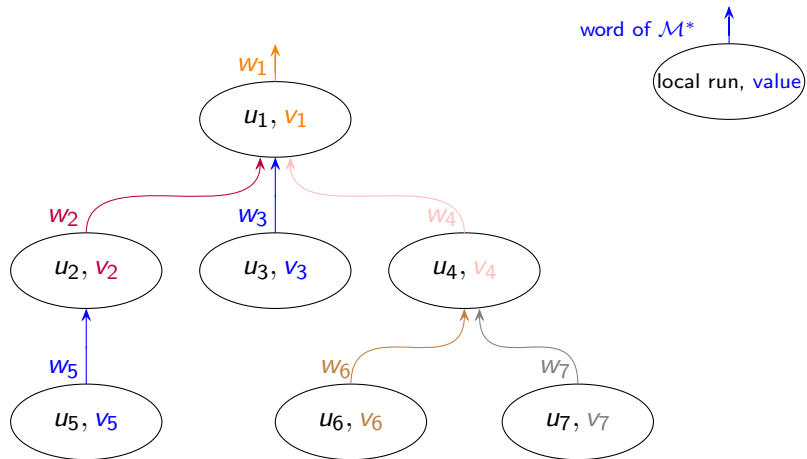 word of ℳ*
w₁
local run, value
u₁, v₁
w₂
w₃
w₄
u₂, v₂
u₃, v₃
u₄, v₄
w₅
w₆
w₇
u₅, v₅
u₆, v₆
u₇, v₇